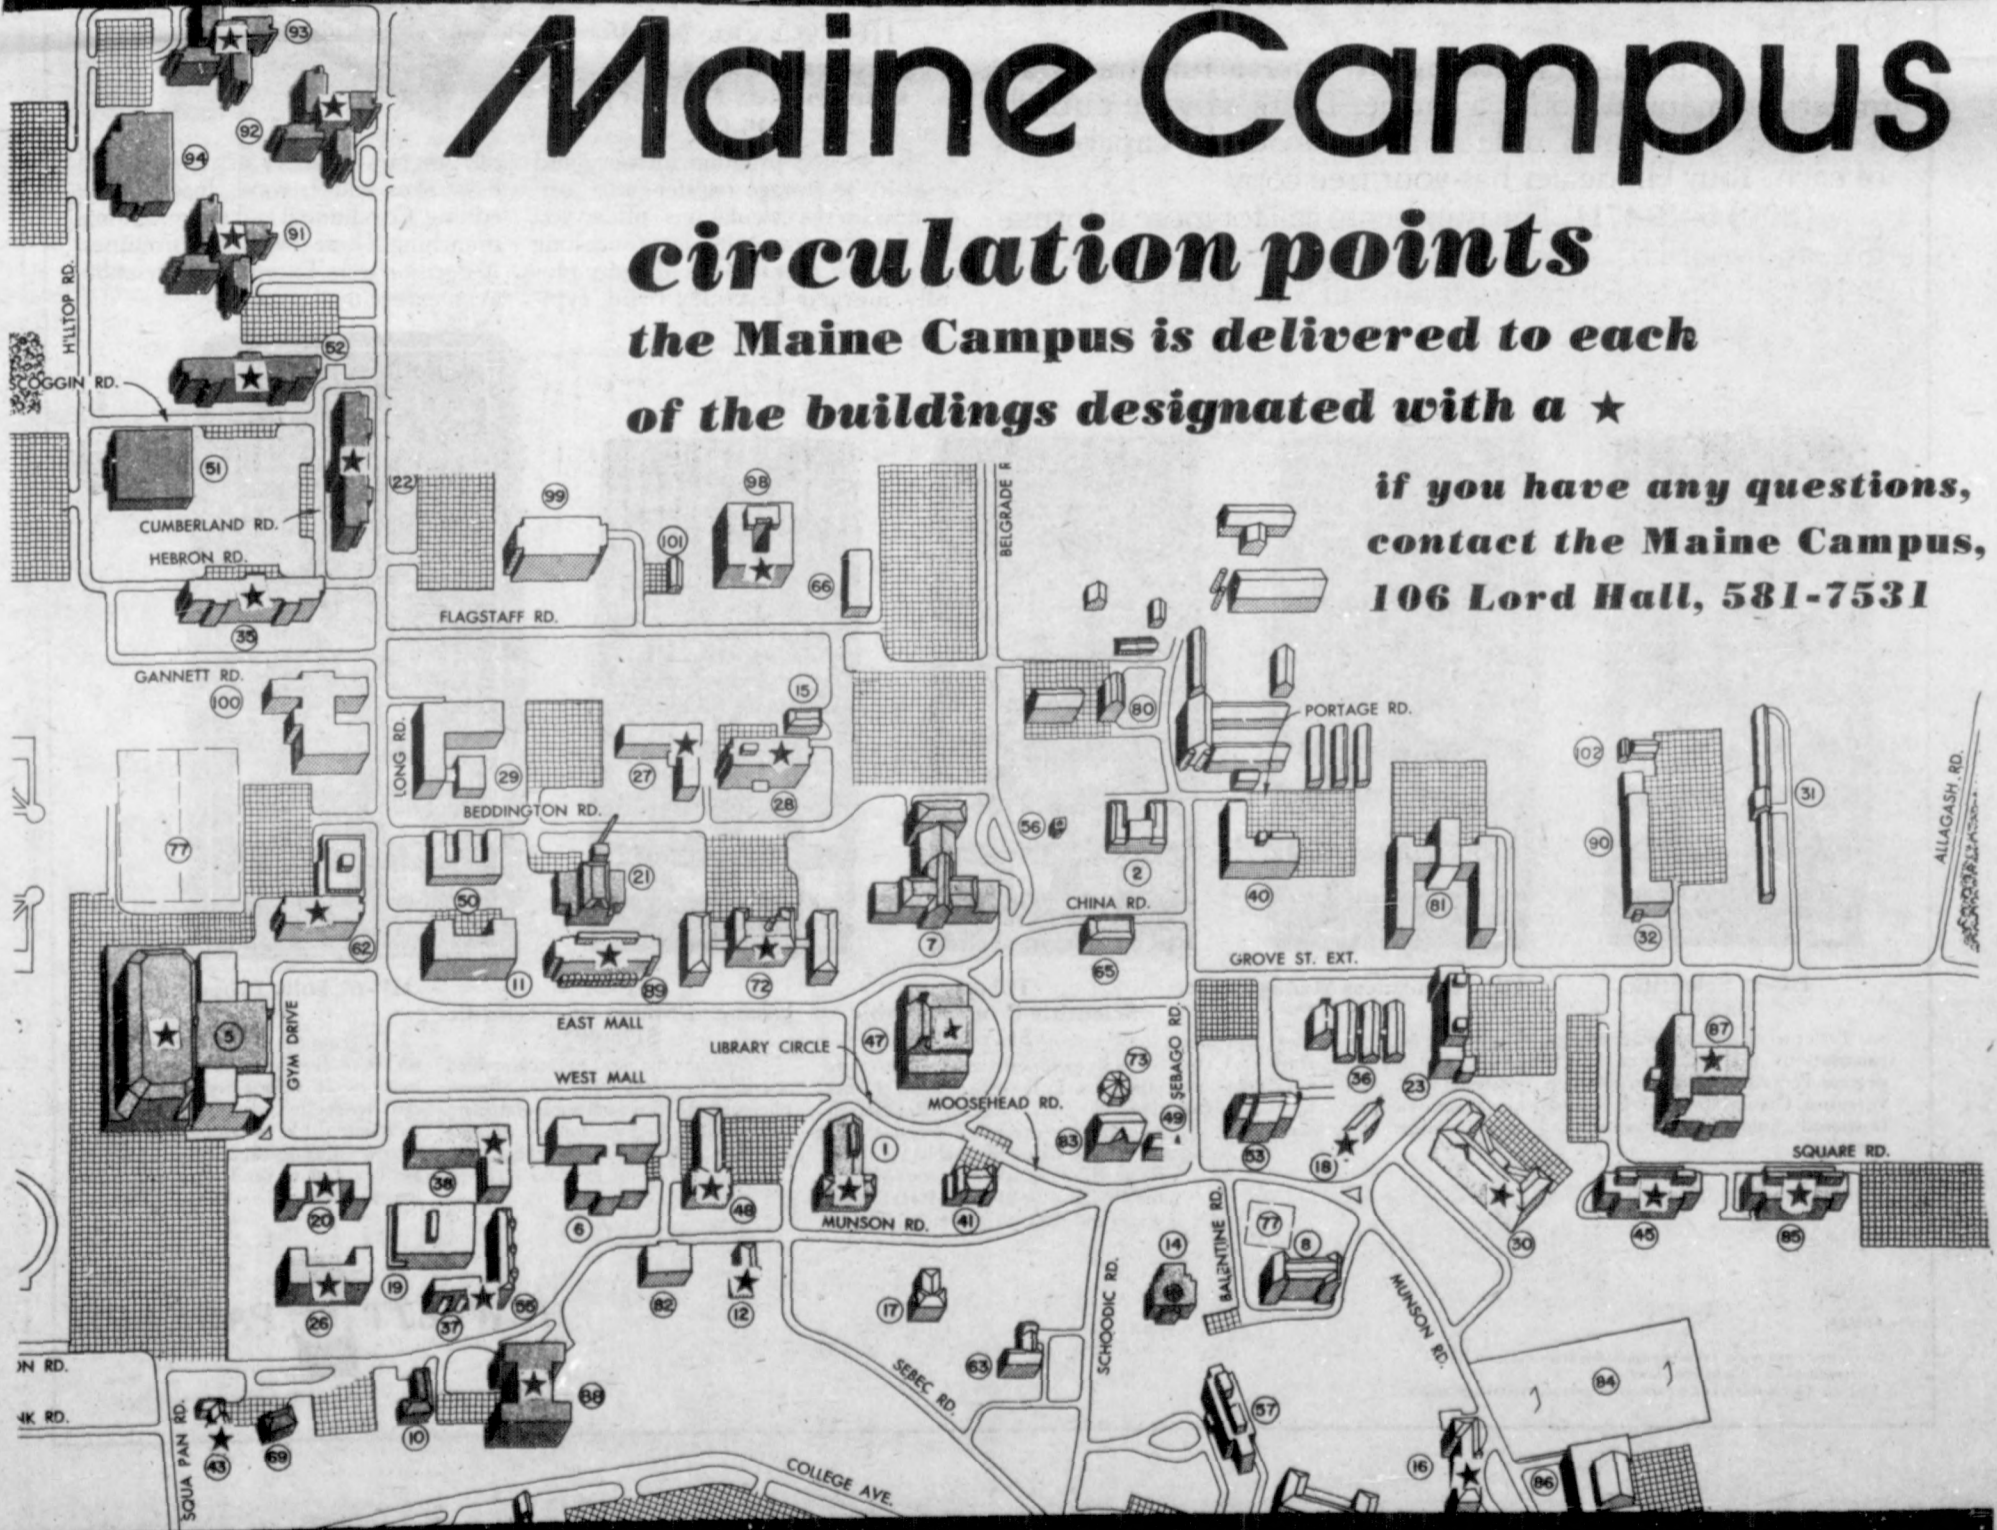 Maine Campus
circulation points
the Maine Campus is delivered to each
of the buildings designated with a ★
if you have any questions,
contact the Maine Campus,
106 Lord Hall, 581-7531
93
92
94
91
HILLTOP RD.
52
SCOGGIN RD.
51
22
CUMBERLAND RD.
HEBRON RD.
35
99
101
98
66
BELGRADE R
FLAGSTAFF RD.
GANNETT RD.
100
LONG RD.
29
27
15
28
80
PORTAGE RD.
102
31
90
ALLAGASH RD.
BEDDINGTON RD.
77
50
21
7
56
2
40
81
32
CHINA RD.
62
11
89
72
65
GROVE ST. EXT.
5
GYM DRIVE
EAST MALL
LIBRARY CIRCLE
47
WEST MALL
MOOSEHEAD RD.
73
SEBAGO RD.
49
83
36
23
87
53
18
SQUARE RD.
20
38
6
48
1
MUNSON RD.
41
30
45
85
19
26
37
55
82
12
17
63
14
SCHOODIC RD.
BALENTINE RD.
77
8
MUNSON RD.
84
ON RD.
NK RD.
SQUA PAN RD.
43
69
10
88
SEBEC RD.
COLLEGE AVE.
57
16
86